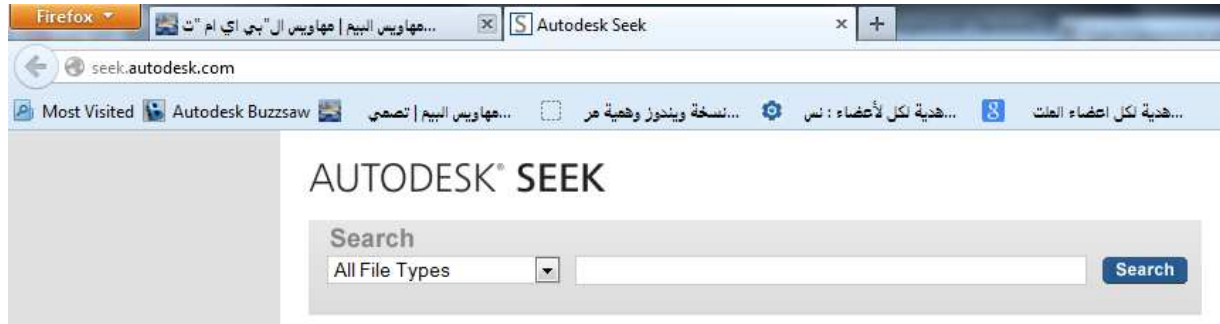 Firefox
مهاويس البيم | مهاويس ال"بي اي ام "ت...
Autodesk Seek
seek.autodesk.com
Most Visited Autodesk Buzzsaw مهاويس البيم | تصمي... نسخة ويندوز وهمية مر... هدية لكل لأعضاء : نس... هدية لكل اعضاء الملت...
AUTODESK® SEEK
Search
All File Types Search